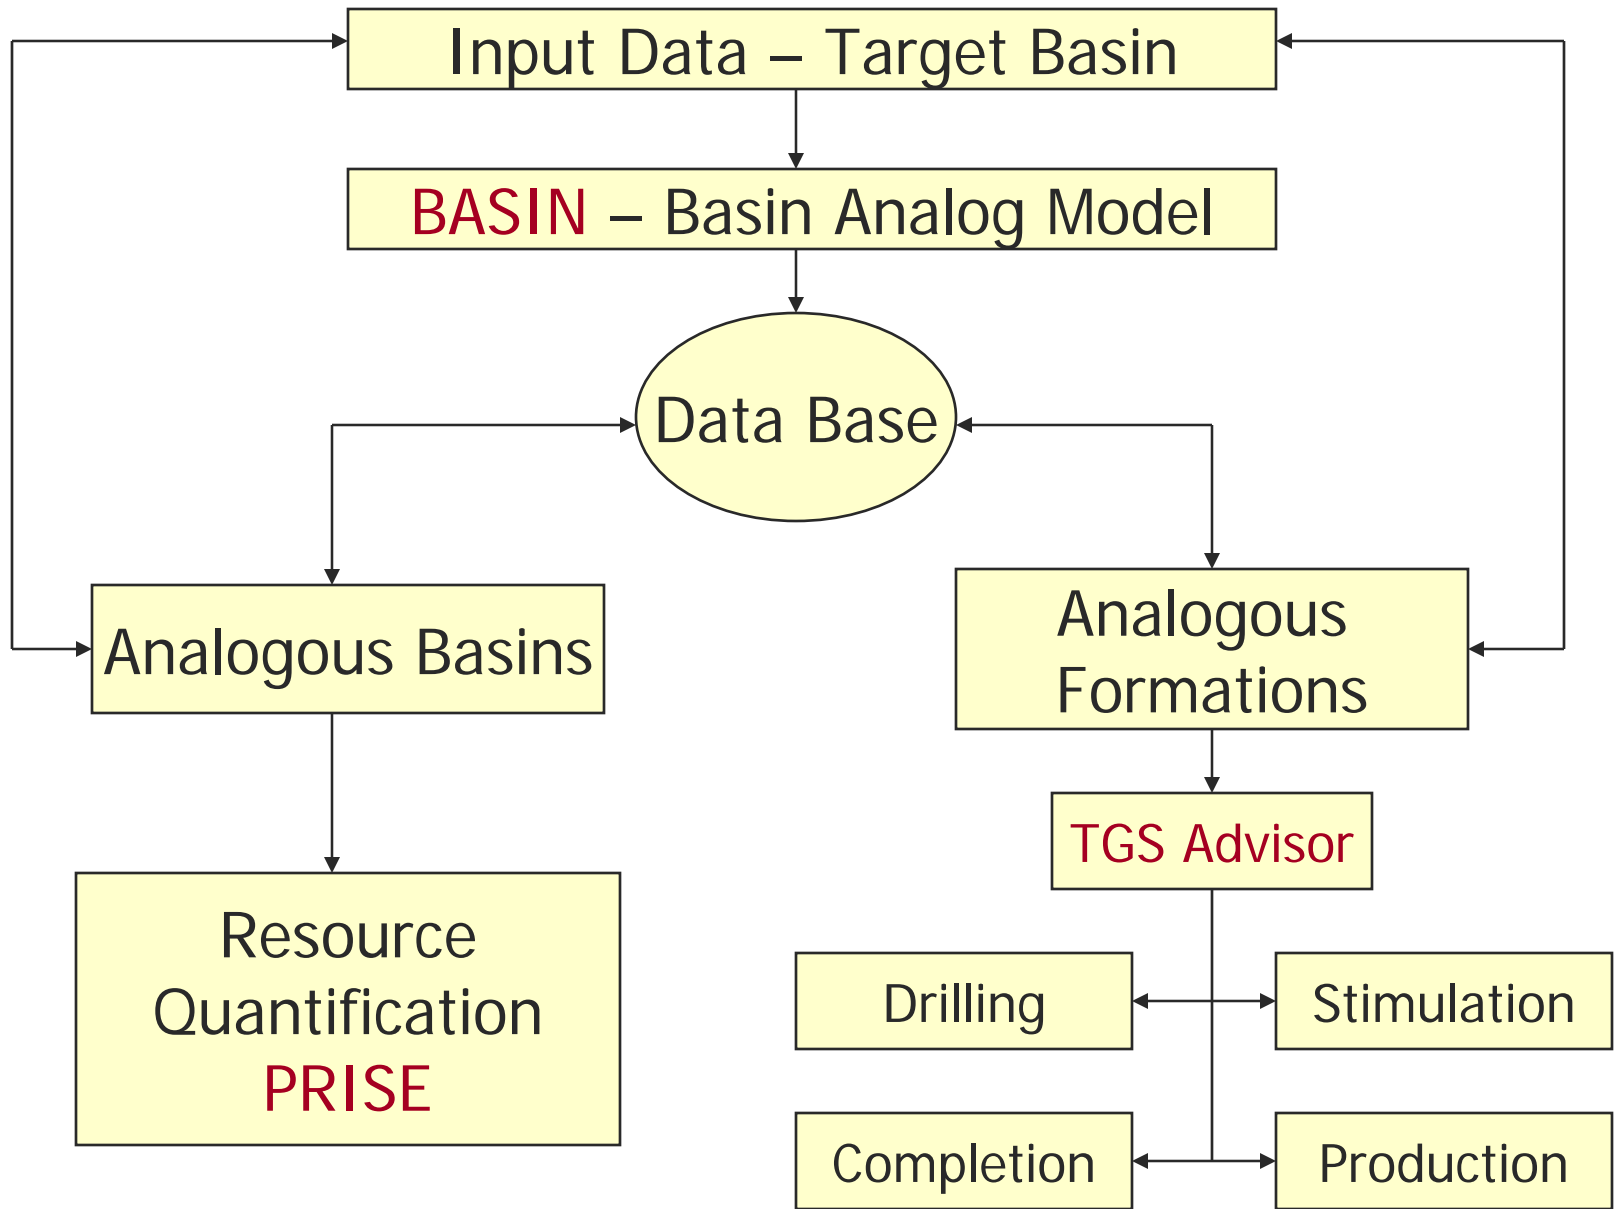 Input Data – Target Basin
BASIN – Basin Analog Model
Data Base
Analogous Basins
Analogous
Formations
TGS Advisor
Resource
Quantification
PRISE
Drilling
Stimulation
Completion
Production